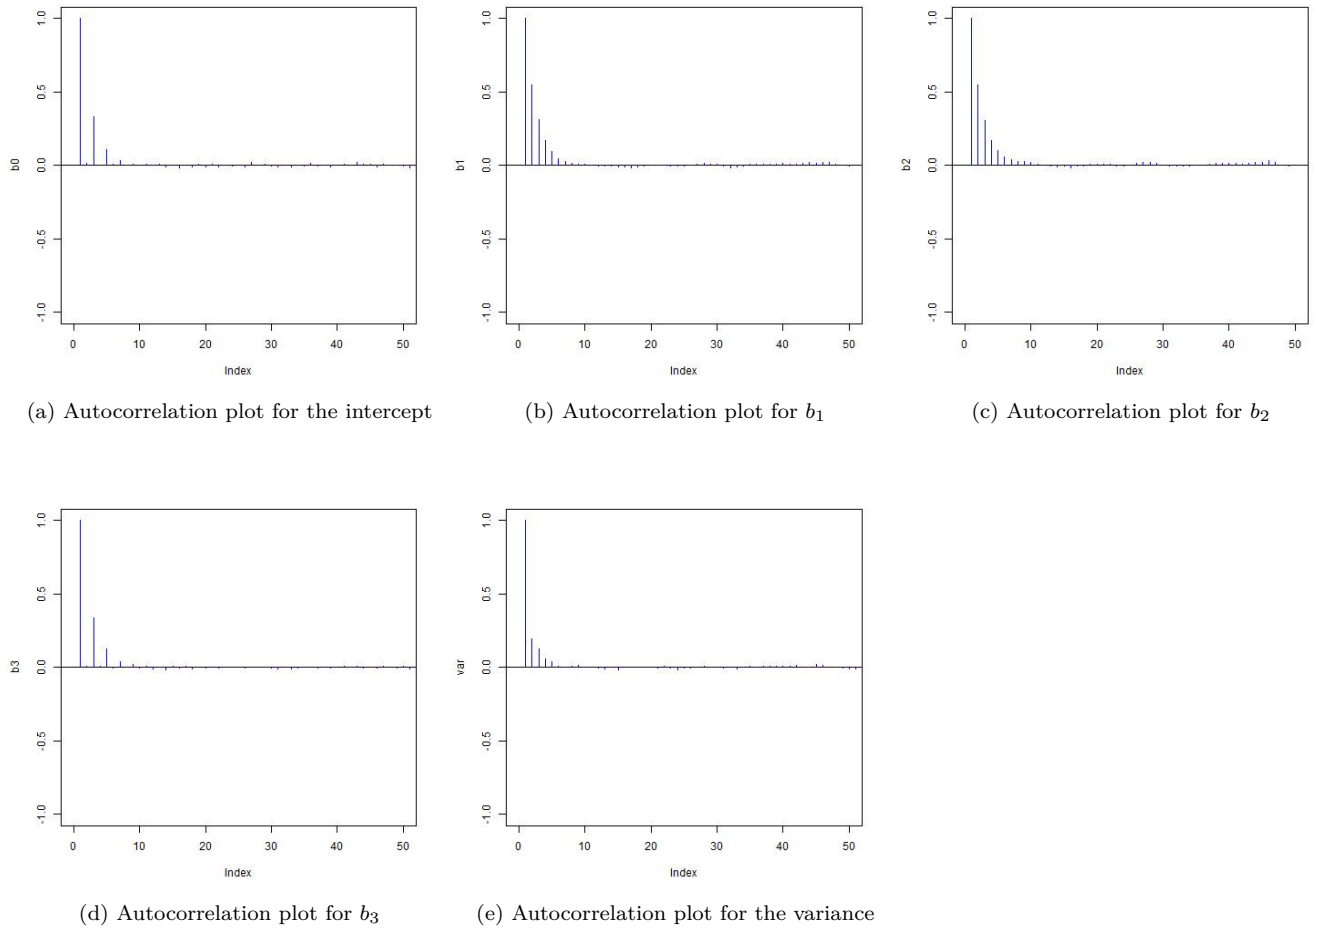 1.0
0.5
0.0
-0.5
-1.0
b0
0 10 20 30 40 50
Index
(a) Autocorrelation plot for the intercept
1.0
0.5
0.0
-0.5
-1.0
b1
0 10 20 30 40 50
Index
(b) Autocorrelation plot for b1
1.0
0.5
0.0
-0.5
-1.0
b2
0 10 20 30 40 50
Index
(c) Autocorrelation plot for b2
1.0
0.5
0.0
-0.5
-1.0
b3
0 10 20 30 40 50
Index
(d) Autocorrelation plot for b3
1.0
0.5
0.0
-0.5
-1.0
var
0 10 20 30 40 50
Index
(e) Autocorrelation plot for the variance